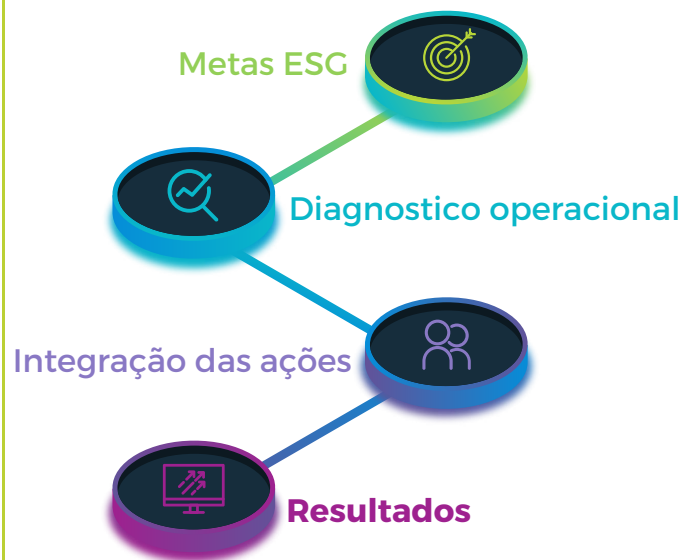 Metas ESG
Diagnostico operacional
Integração das ações
Resultados